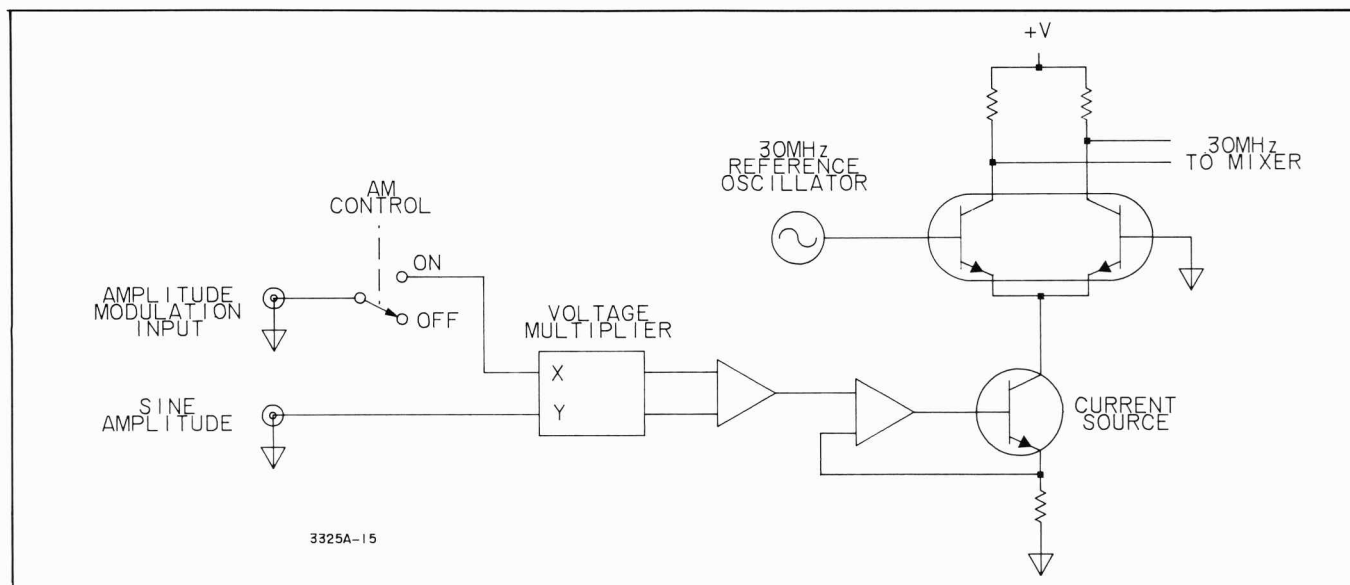 +V
30MHz
REFERENCE
OSCILLATOR
30MHz
TO MIXER
AM
CONTROL
ON
OFF
AMPLITUDE
MODULATION
INPUT
VOLTAGE
MULTIPLIER
X
Y
SINE
AMPLITUDE
CURRENT
SOURCE
3325A-15